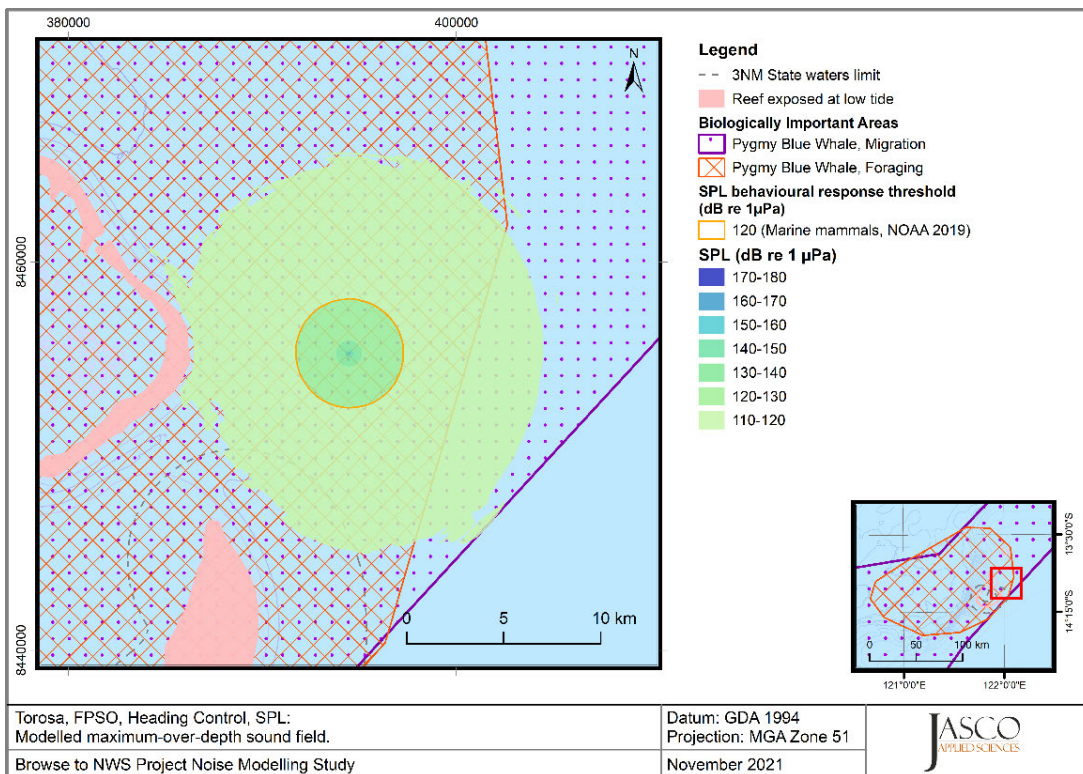 380000
400000
8460000
8440000
N
0 5 10 km
Legend
3NM State waters limit
Reef exposed at low tide
Biologically Important Areas
Pygmy Blue Whale, Migration
Pygmy Blue Whale, Foraging
SPL behavioural response threshold
(dB re 1µPa)
120 (Marine mammals, NOAA 2019)
SPL (dB re 1 µPa)
170-180
160-170
150-160
140-150
130-140
120-130
110-120
13°30'0"S
14°15'0"S
0 50 100 km
121°0'0"E 122°0'0"E
Torosa, FPSO, Heading Control, SPL:
Modelled maximum-over-depth sound field.
Browse to NWS Project Noise Modelling Study
Datum: GDA 1994
Projection: MGA Zone 51
November 2021
JASCO
APPLIED SCIENCES